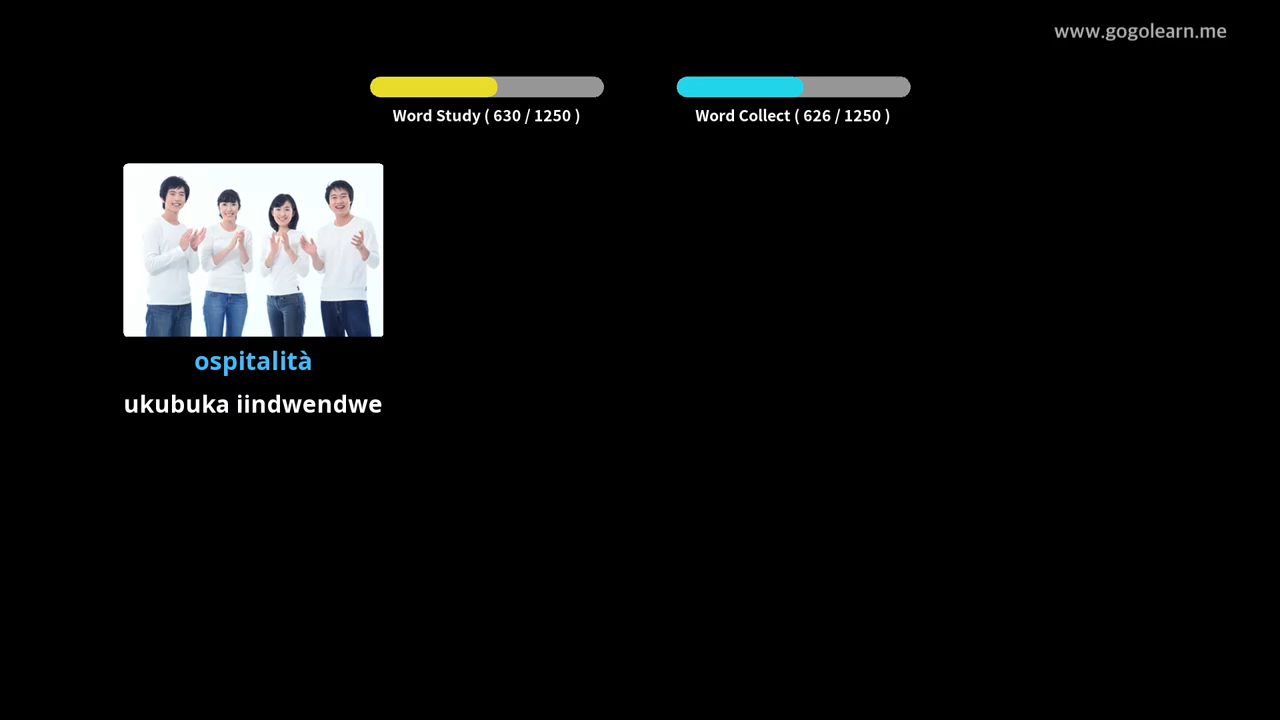 www.gogolearn.me
Word Study ( 630 / 1250 )
Word Collect ( 626 / 1250 )
ospitalità
ukubuka iindwendwe